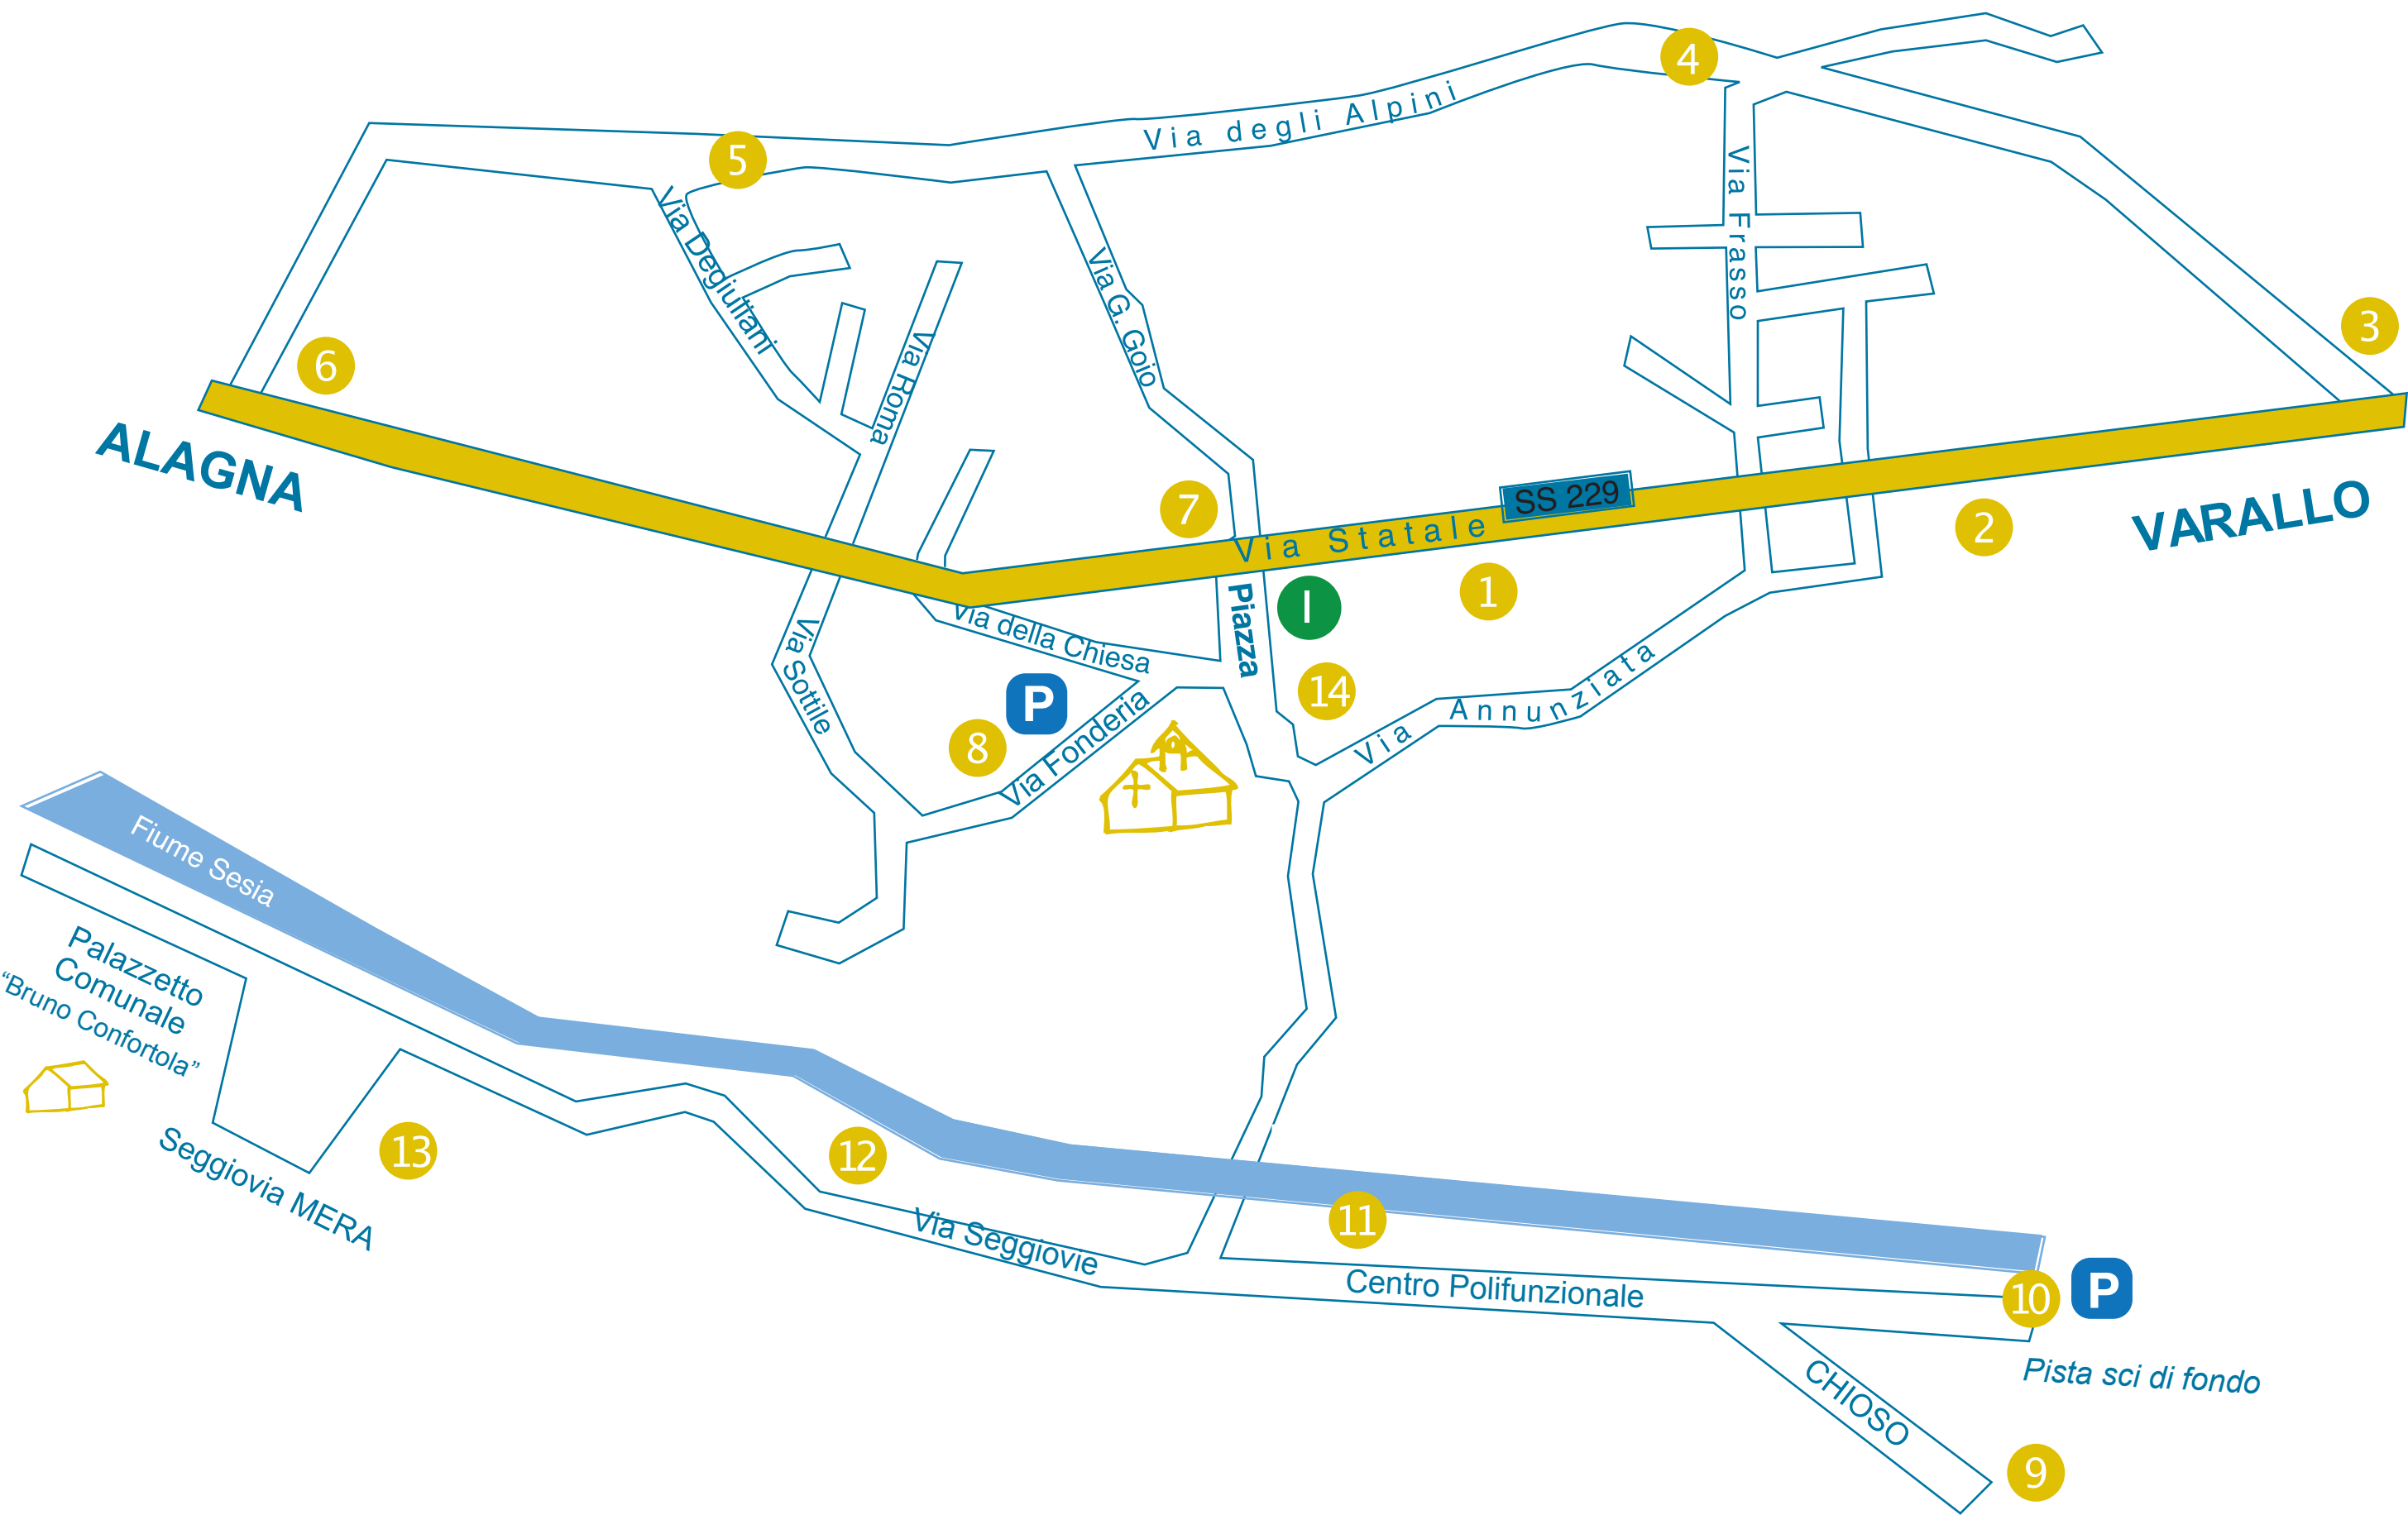 4
Via degli Alpini
5
Via Frasso
Via Degiuliani
Via G. Goio
3
Via Roma
6
ALAGNA
7
SS 229
Via Statale
2
VARALLO
1
I
Piazza
Via della Chiesa
Via Sottile
14
P
8
Via Fonderia
Via Annunziata
Fiume Sesia
Palazzetto
Comunale
“Bruno Confortola”
13
Seggiovia MERA
12
11
Via Seggiovie
Centro Polifunzionale
10
P
Pista sci di fondo
CHIOSO
9